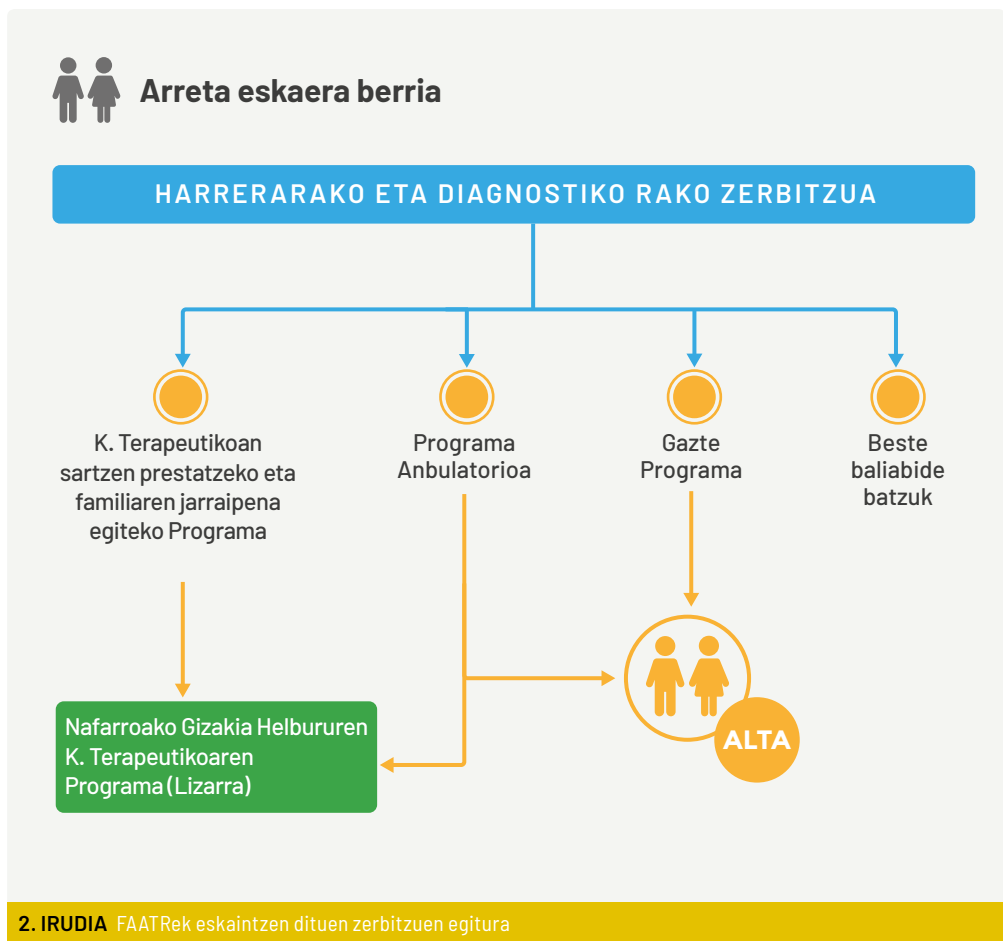 Arreta eskaera berria
HARRERARAKO ETA DIAGNOSTIKO RAKO ZERBITZUA
K. Terapeutikoan
sartzen prestatzeko eta
familiaren jarraipena
egiteko Programa
Programa
Anbulatorioa
Gazte
Programa
Beste
baliabide
batzuk
Nafarroako Gizakia Helbururen
K. Terapeutikoaren
Programa (Lizarra)
ALTA
2. IRUDIA FAATRek eskaintzen dituen zerbitzuen egitura